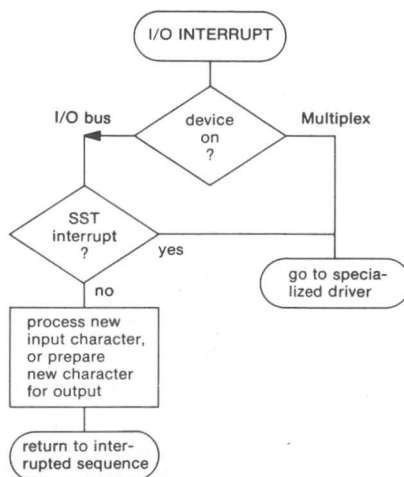 I/O INTERRUPT
I/O bus
device
on
?
Multiplex
SST
interrupt
?
yes
no
go to specia-
lized driver
process new
input character,
or prepare
new character
for output
return to inter-
rupted sequence